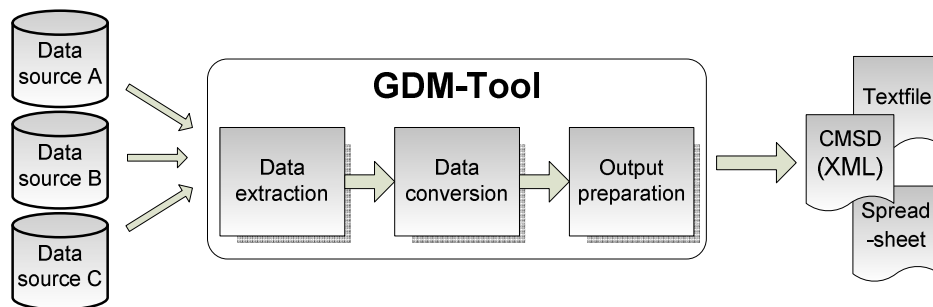 Data
source A
Data
source B
Data
source C
GDM-Tool
Data
extraction
Data
conversion
Output
preparation
Textfile
CMSD
(XML)
Spread
-sheet